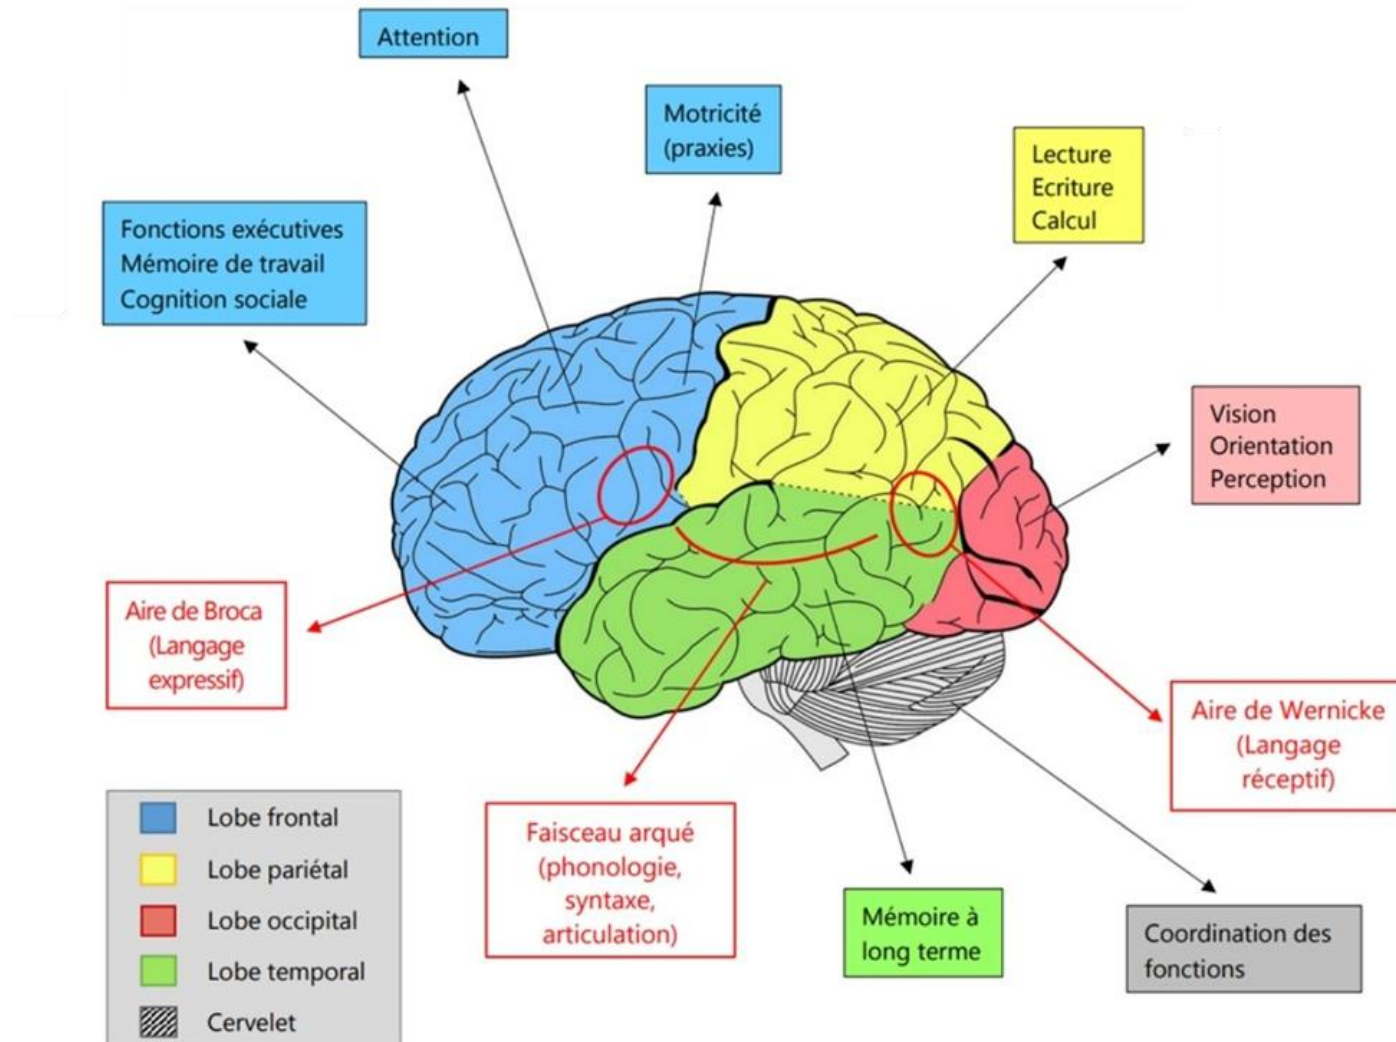 Attention
Motricité
(praxies)
Lecture
Ecriture
Calcul
Fonctions exécutives
Mémoire de travail
Cognition sociale
Vision
Orientation
Perception
Aire de Broca
(Langage
expressif)
Aire de Wernicke
(Langage
réceptif)
Faisceau arqué
(phonologie,
syntaxe,
articulation)
Mémoire à
long terme
Coordination des
fonctions
Lobe frontal
Lobe pariétal
Lobe occipital
Lobe temporal
Cervelet